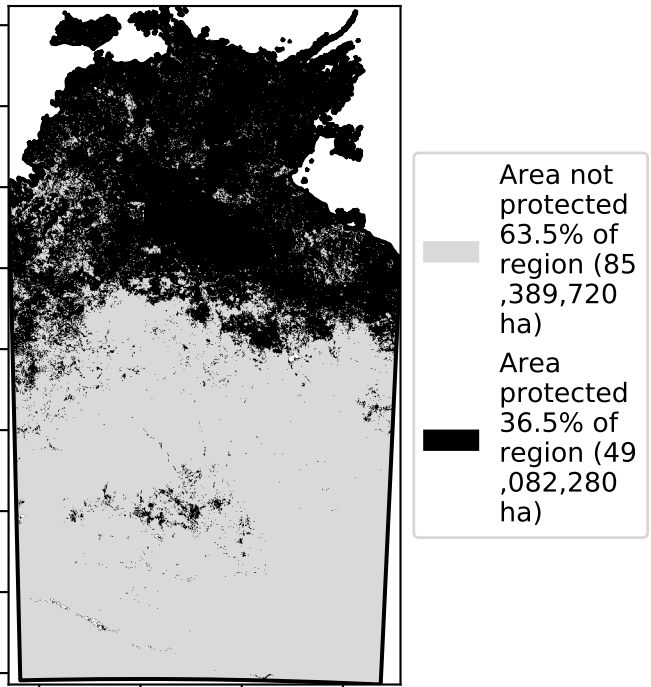 Area not
protected
63.5% of
region (85
,389,720
ha)
Area
protected
36.5% of
region (49
,082,280
ha)